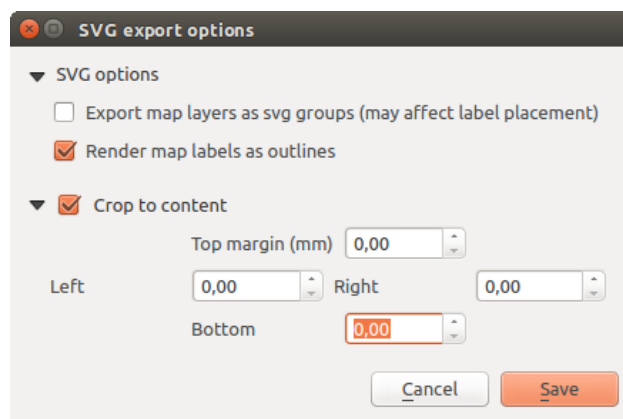 SVG export options
SVG options
Export map layers as svg groups (may affect label placement)
Render map labels as outlines
Crop to content
Top margin (mm) 0,00
Left 0,00 Right 0,00
Bottom 0,00
Cancel Save